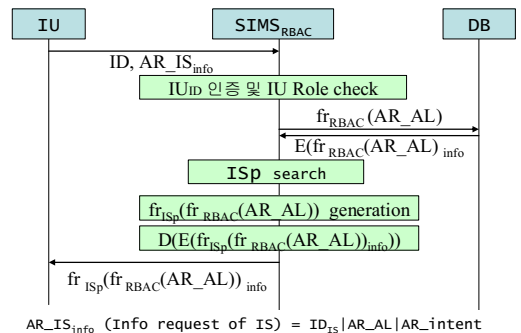 IU SIMS_RBAC DB
ID, AR_IS_info
IU_ID 인증 및 IU Role check
fr_RBAC(AR_AL)
E(fr_RBAC(AR_AL)_info
ISp search
fr_ISp(fr_RBAC(AR_AL)) generation
D(E(fr_ISp(fr_RBAC(AR_AL))_info))
fr_ISp(fr_RBAC(AR_AL))_info
AR_IS_info (Info request of IS) = ID_IS|AR_AL|AR_intent